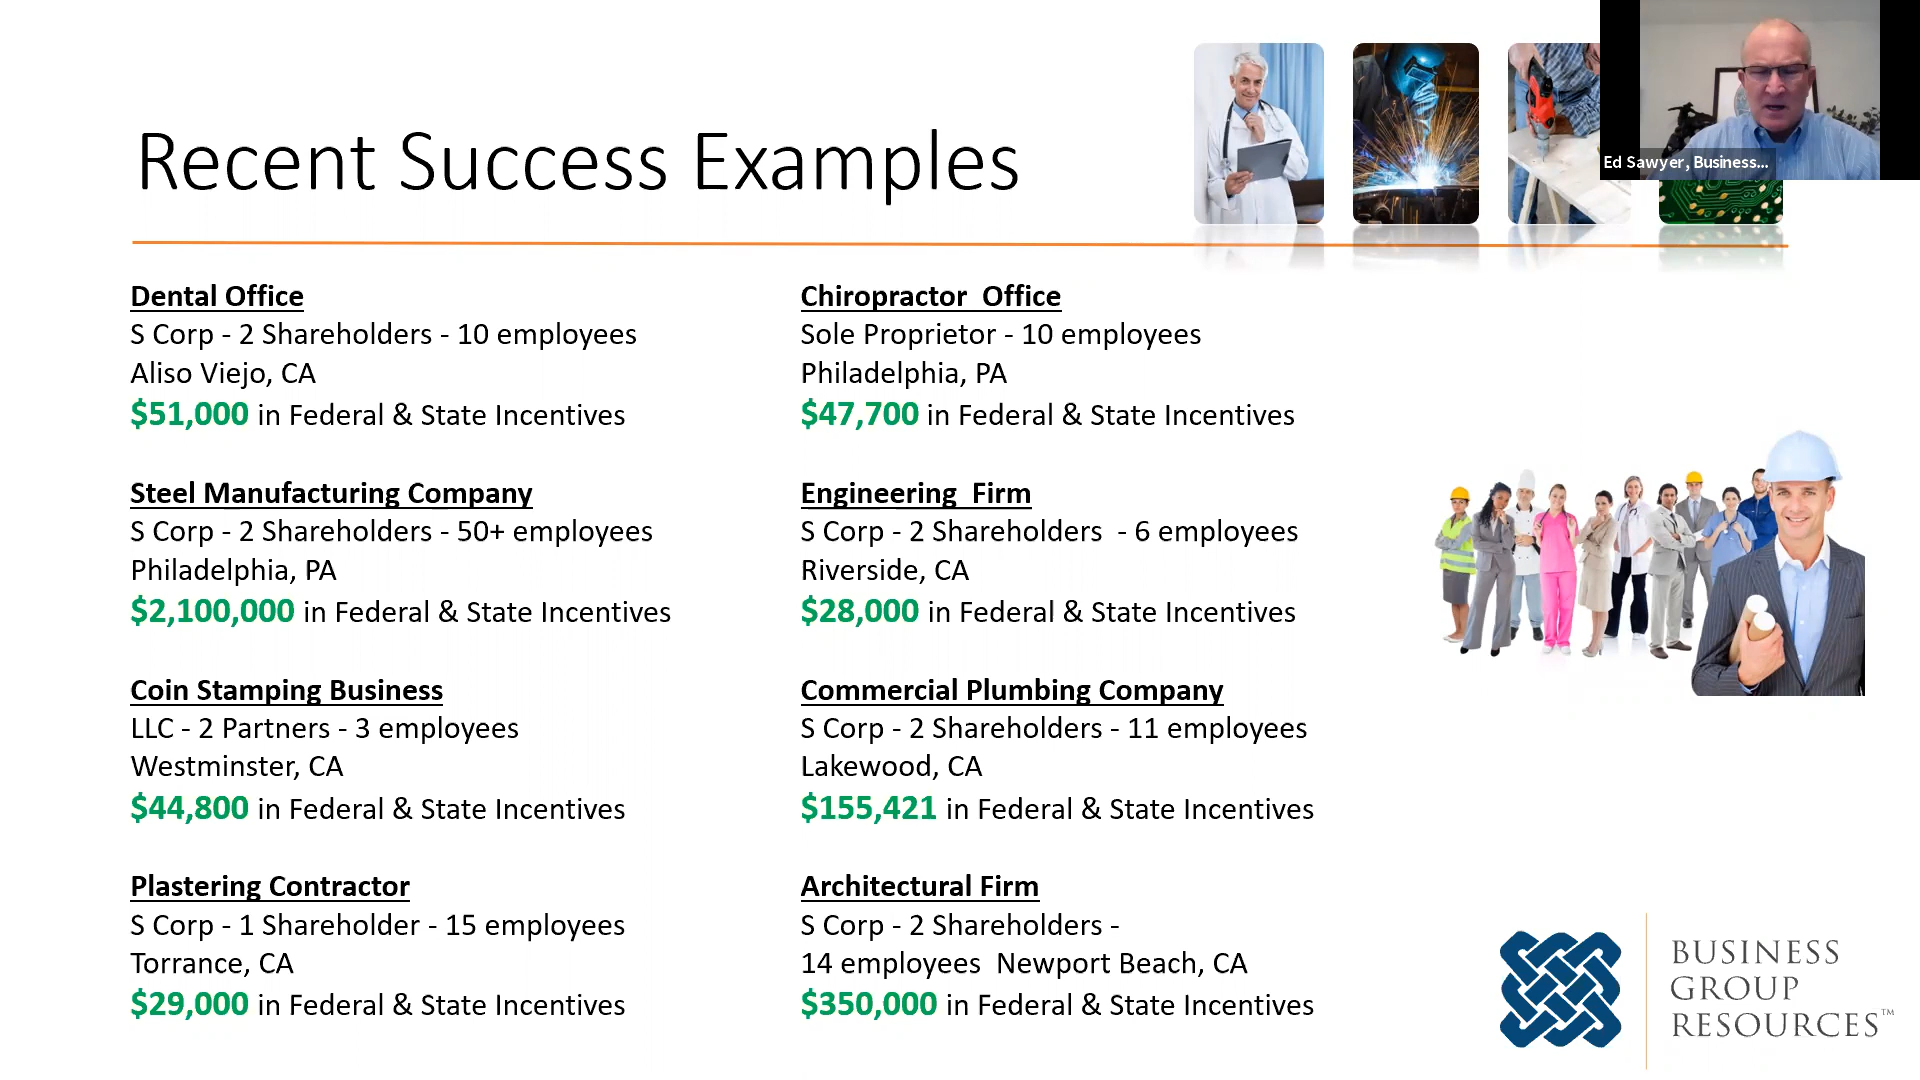 Recent Success Examples
Ed Sawyer, Business...
Dental Office
S Corp - 2 Shareholders - 10 employees
Aliso Viejo, CA
$51,000 in Federal & State Incentives
Steel Manufacturing Company
S Corp - 2 Shareholders - 50+ employees
Philadelphia, PA
$2,100,000 in Federal & State Incentives
Coin Stamping Business
LLC - 2 Partners - 3 employees
Westminster, CA
$44,800 in Federal & State Incentives
Plastering Contractor
S Corp - 1 Shareholder - 15 employees
Torrance, CA
$29,000 in Federal & State Incentives
Chiropractor  Office
Sole Proprietor - 10 employees
Philadelphia, PA
$47,700 in Federal & State Incentives
Engineering  Firm
S Corp - 2 Shareholders  - 6 employees
Riverside, CA
$28,000 in Federal & State Incentives
Commercial Plumbing Company
S Corp - 2 Shareholders - 11 employees
Lakewood, CA
$155,421 in Federal & State Incentives
Architectural Firm
S Corp - 2 Shareholders -
14 employees  Newport Beach, CA
$350,000 in Federal & State Incentives
BUSINESS
GROUP
RESOURCES™